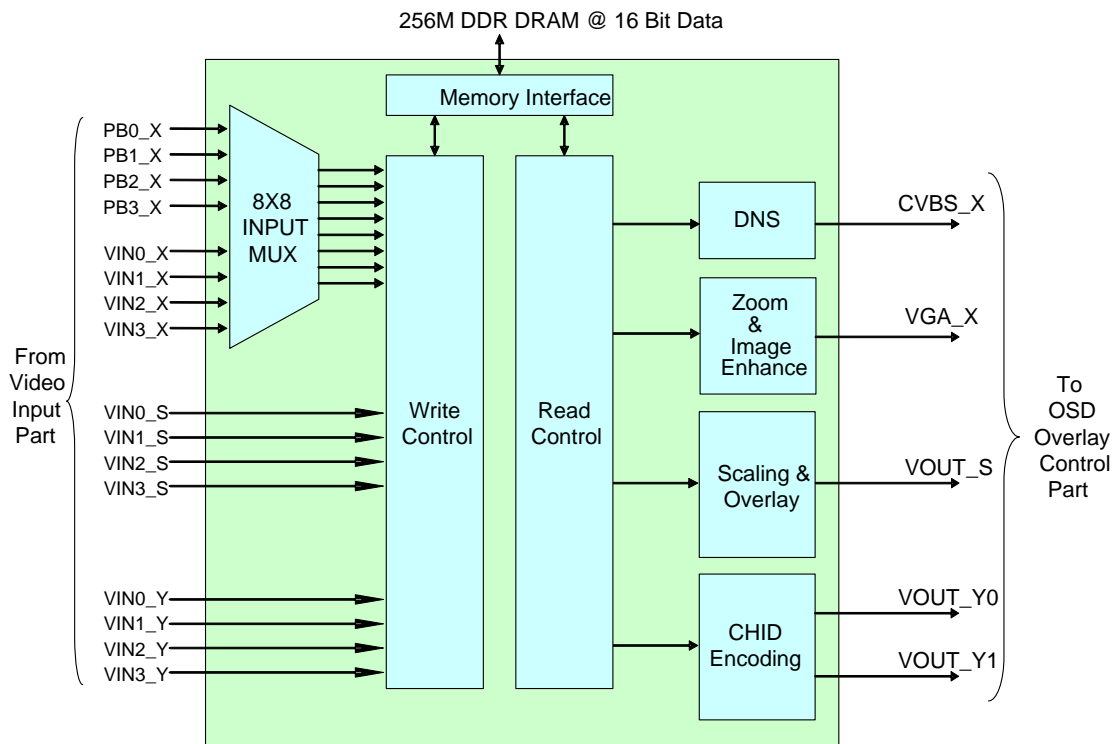 256M DDR DRAM @ 16 Bit Data
Memory Interface
From
Video
Input
Part
PB0_X
PB1_X
PB2_X
PB3_X
VIN0_X
VIN1_X
VIN2_X
VIN3_X
VIN0_S
VIN1_S
VIN2_S
VIN3_S
VIN0_Y
VIN1_Y
VIN2_Y
VIN3_Y
8X8
INPUT
MUX
Write
Control
Read
Control
DNS
Zoom
&
Image
Enhance
Scaling &
Overlay
CHID
Encoding
CVBS_X
VGA_X
VOUT_S
VOUT_Y0
VOUT_Y1
To
OSD
Overlay
Control
Part